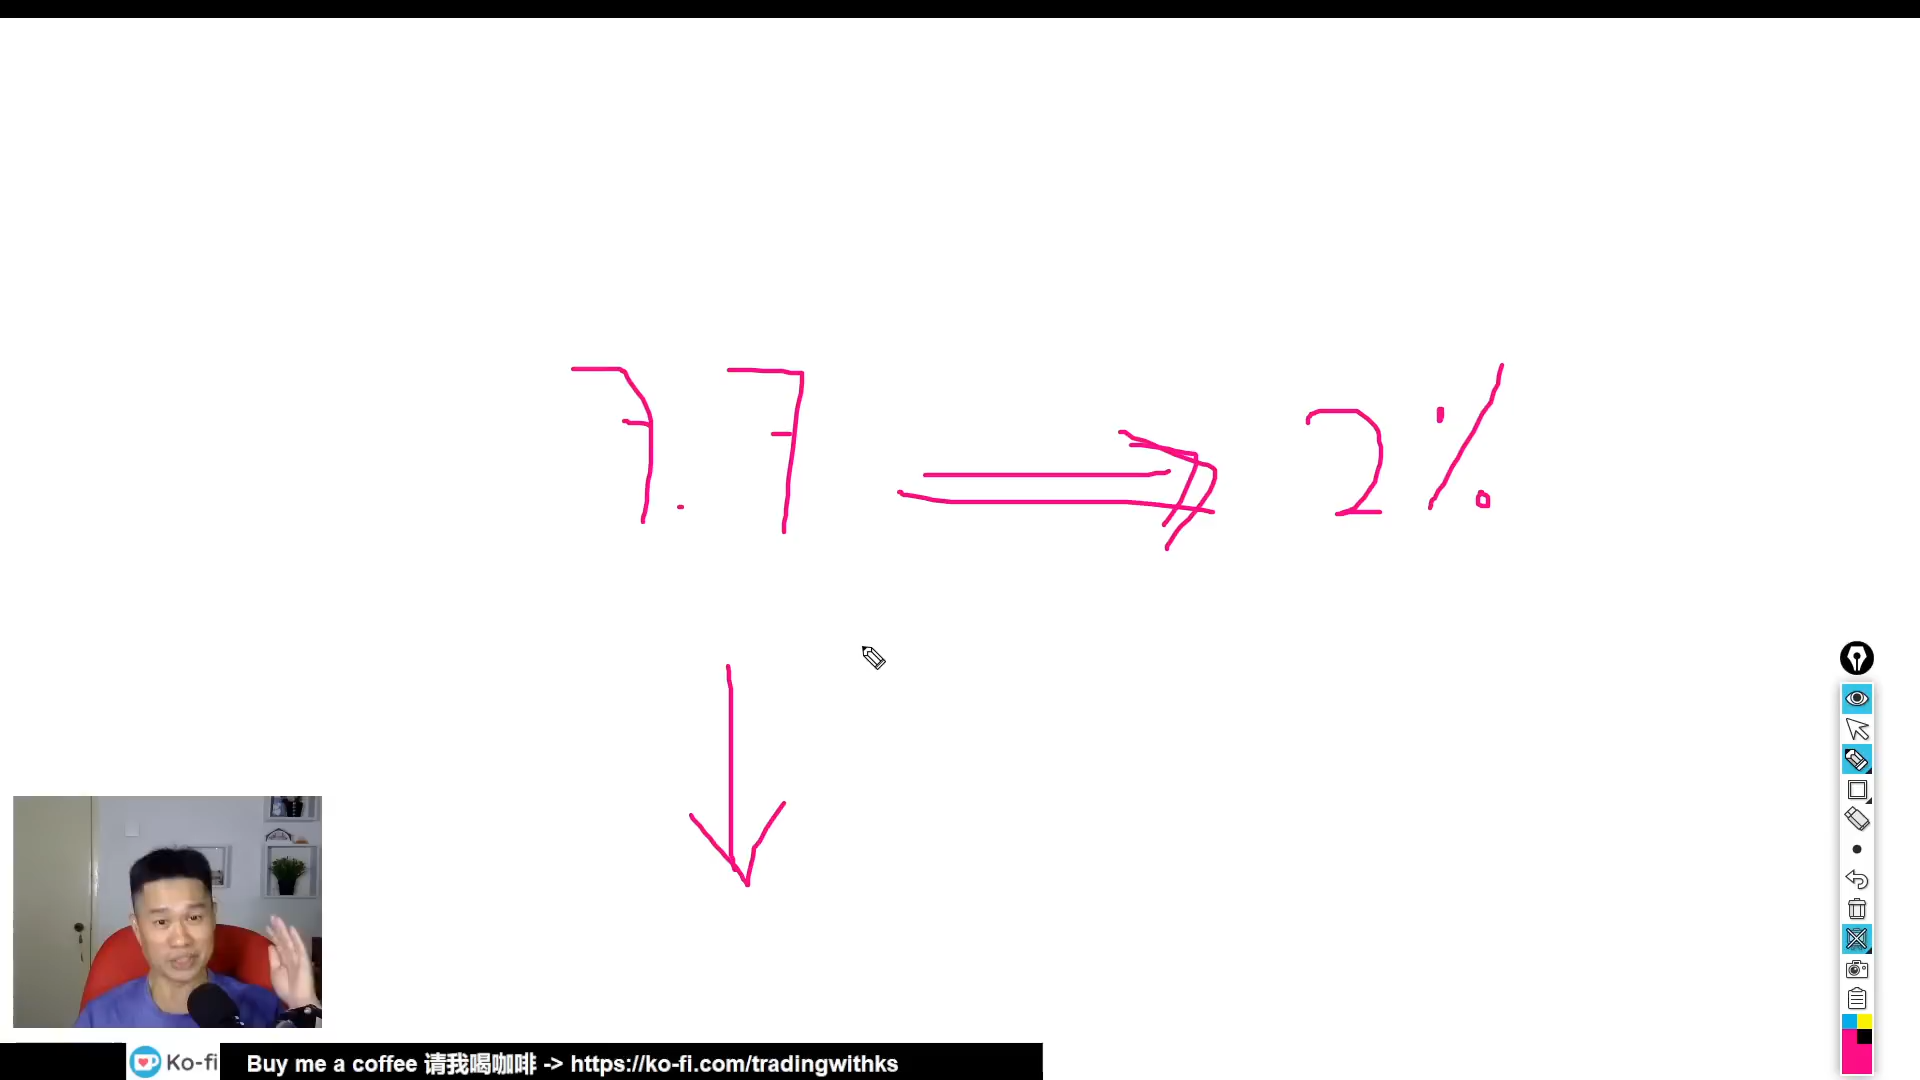 7.7 2%
Ko-fi Buy me a coffee 请我喝咖啡 -> https://ko-fi.com/tradingwithks